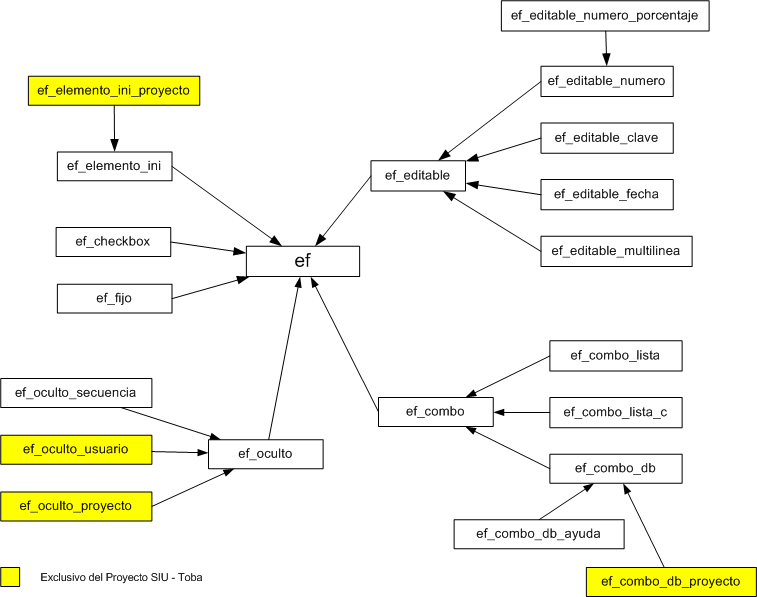 ef_editable_numero_porcentaje
ef_elemento_ini_proyecto
ef_editable_numero
ef_elemento_ini
ef_editable_clave
ef_editable
ef_editable_fecha
ef_checkbox
ef
ef_editable_multilinea
ef_fijo
ef_combo_lista
ef_oculto_secuencia
ef_combo
ef_combo_lista_c
ef_oculto_usuario
ef_oculto
ef_combo_db
ef_oculto_proyecto
ef_combo_db_ayuda
Exclusivo del Proyecto SIU - Toba
ef_combo_db_proyecto